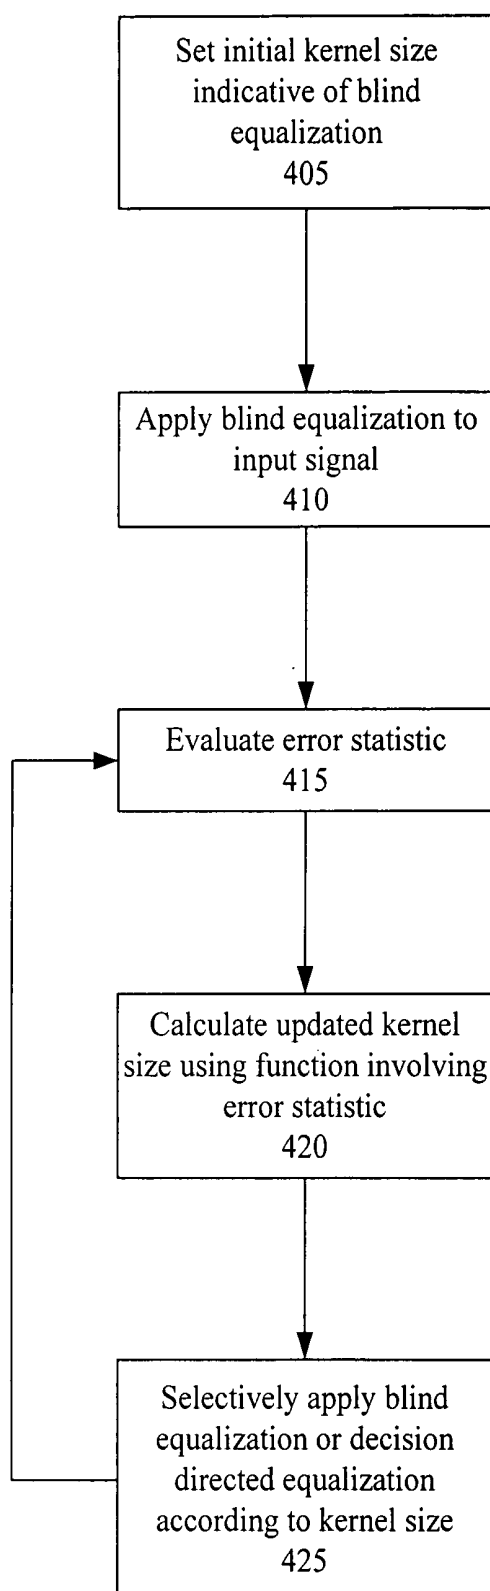 Set initial kernel size
indicative of blind
equalization
405
Apply blind equalization to
input signal
410
Evaluate error statistic
415
Calculate updated kernel
size using function involving
error statistic
420
Selectively apply blind
equalization or decision
directed equalization
according to kernel size
425